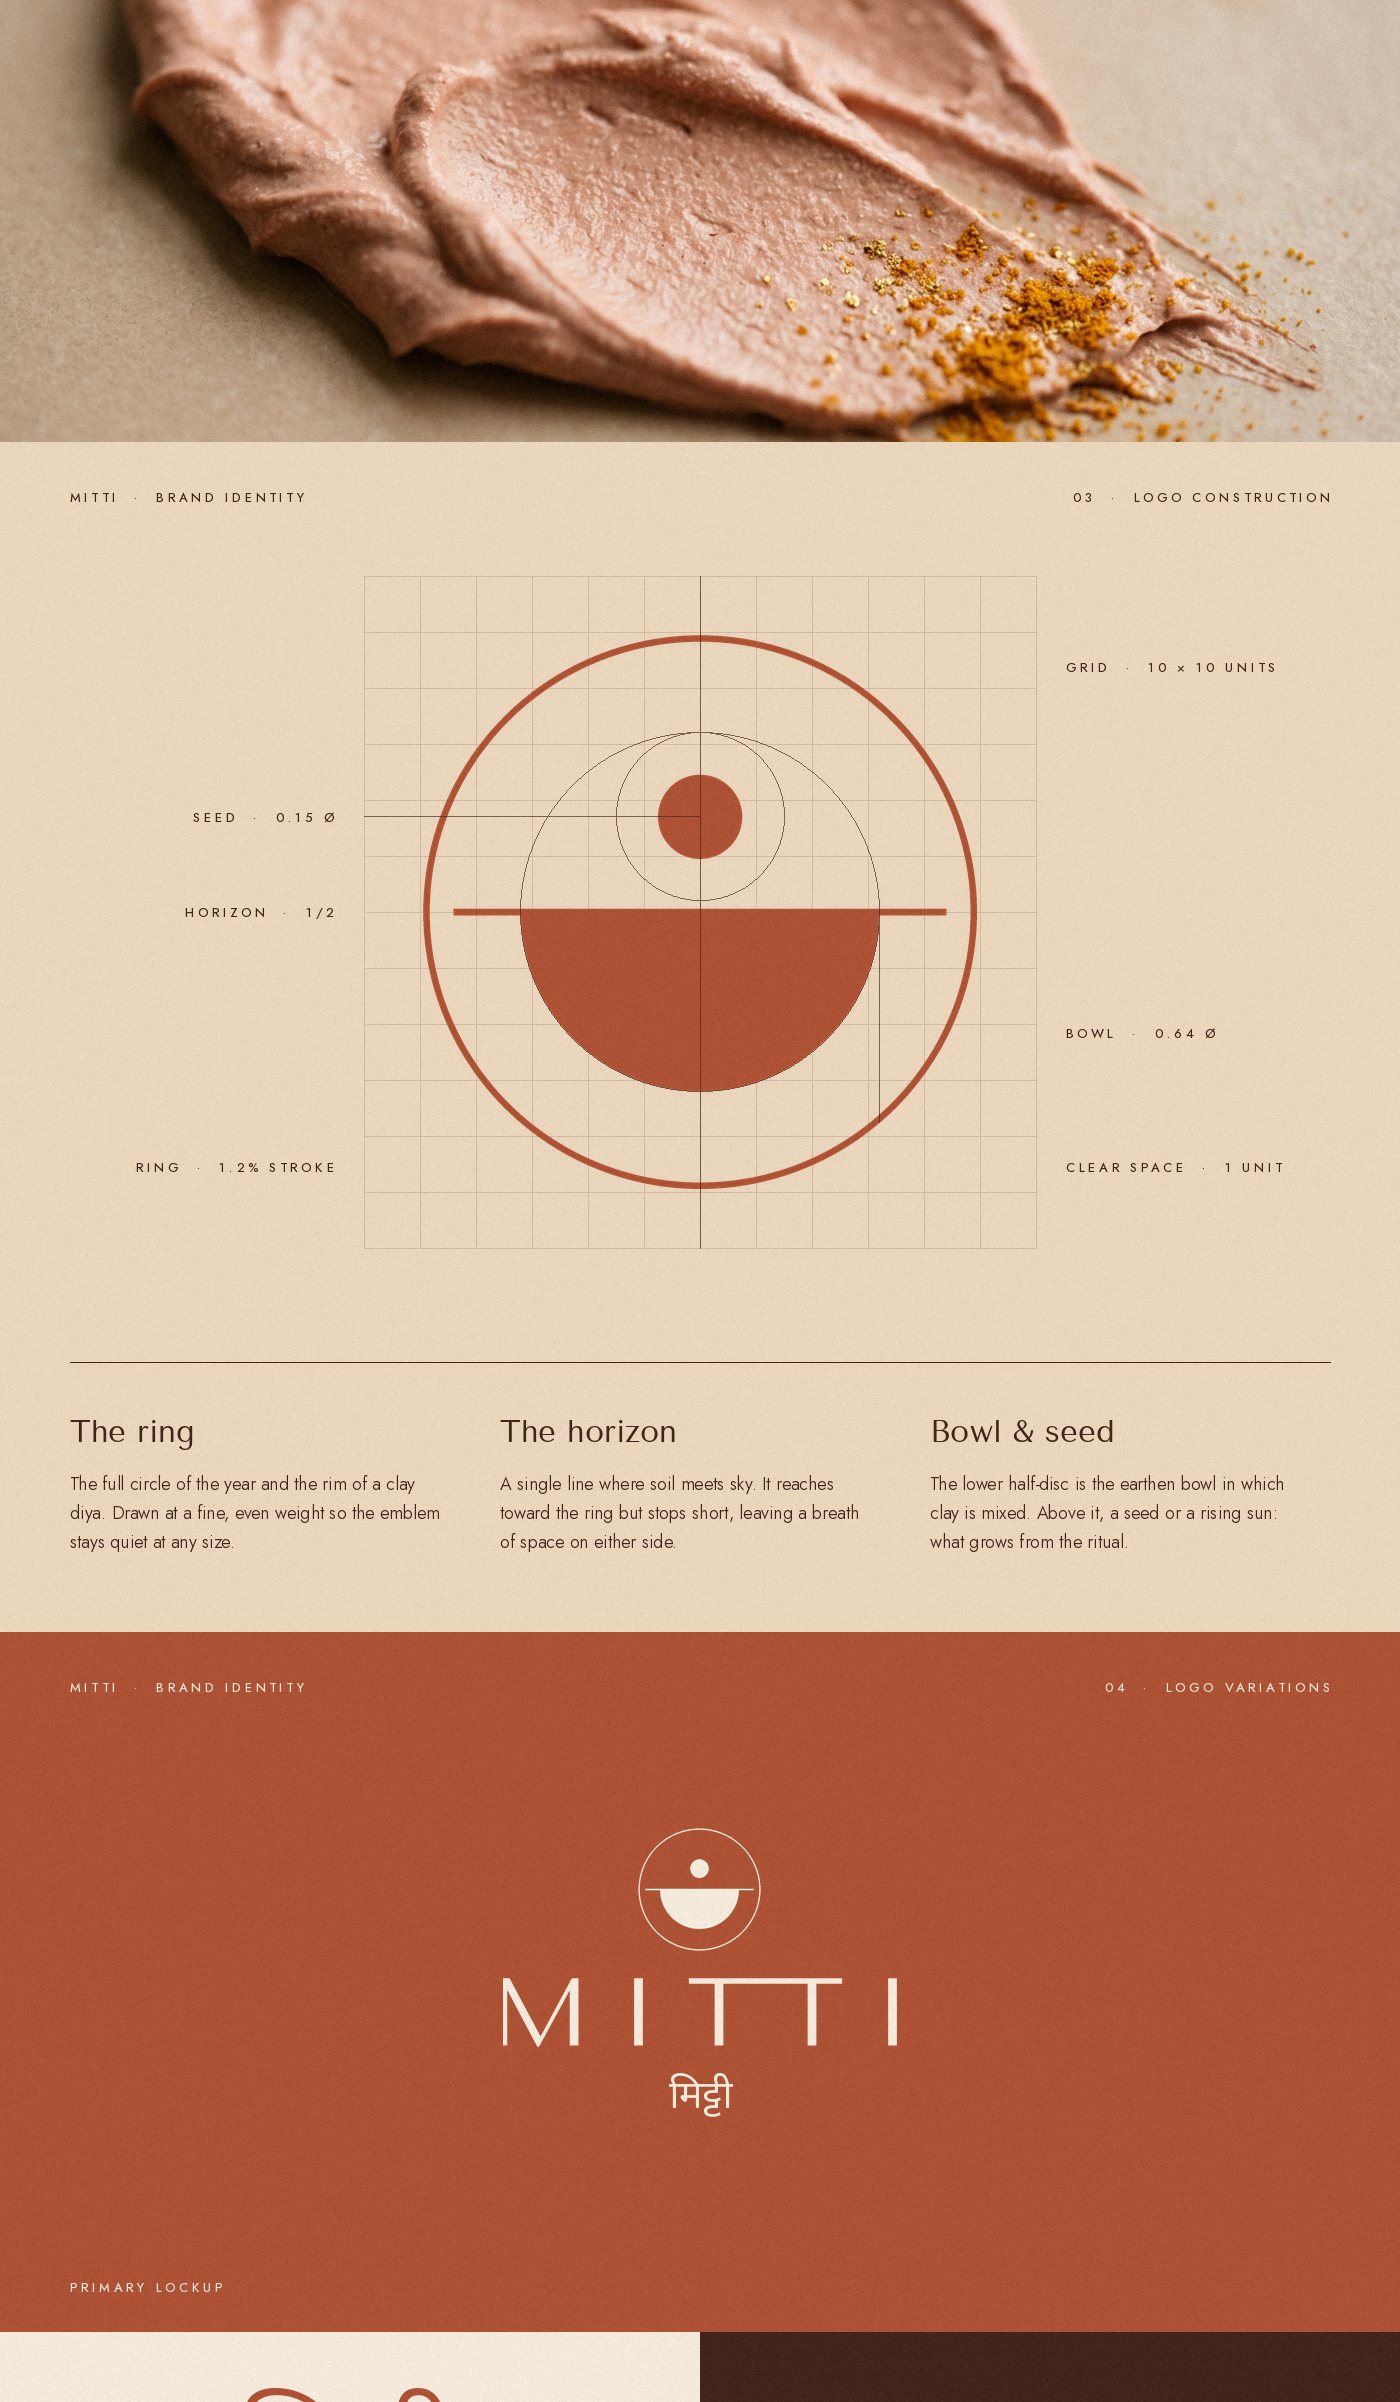 MITTI · BRAND IDENTITY
03 · LOGO CONSTRUCTION
GRID · 10 × 10 UNITS
SEED · 0.15 Ø
HORIZON · 1/2
BOWL · 0.64 Ø
RING · 1.2% STROKE
CLEAR SPACE · 1 UNIT
The ring
The full circle of the year and the rim of a clay
diya. Drawn at a fine, even weight so the emblem
stays quiet at any size.
The horizon
A single line where soil meets sky. It reaches
toward the ring but stops short, leaving a breath
of space on either side.
Bowl & seed
The lower half-disc is the earthen bowl in which
clay is mixed. Above it, a seed or a rising sun:
what grows from the ritual.
MITTI · BRAND IDENTITY
04 · LOGO VARIATIONS
MITTI
मिट्टी
PRIMARY LOCKUP